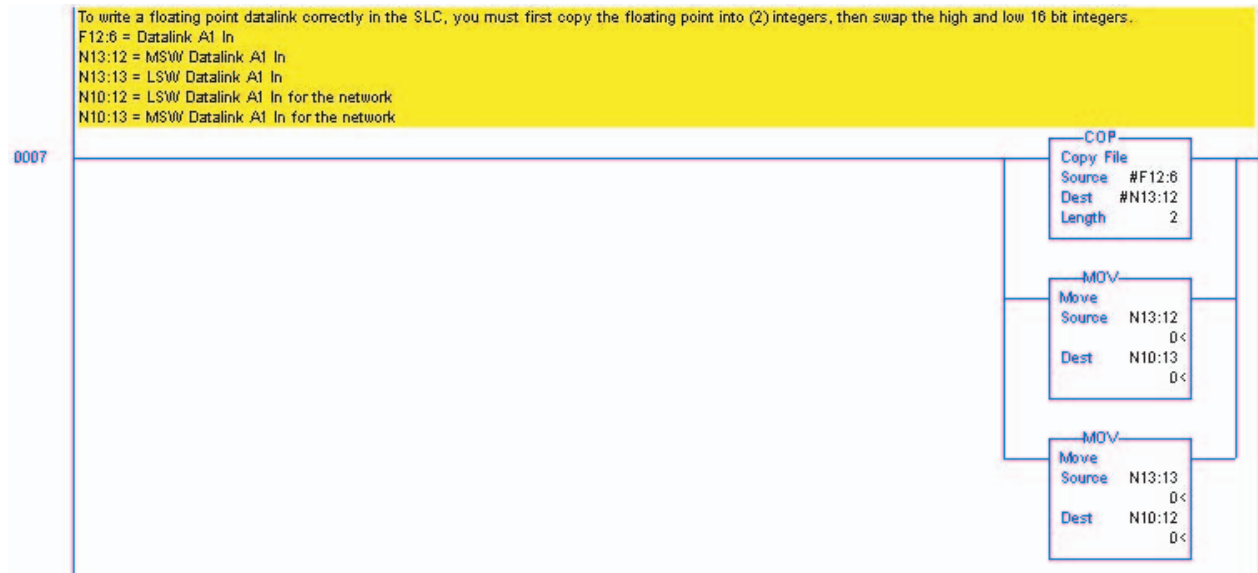 To write a floating point datalink correctly in the SLC, you must first copy the floating point into (2) integers, then swap the high and low 16 bit integers.
F12:6 = Datalink A1 In
N13:12 = MSW Datalink A1 In
N13:13 = LSW Datalink A1 In
N10:12 = LSW Datalink A1 In for the network
N10:13 = MSW Datalink A1 In for the network
0007
COP
Copy File
Source #F12:6
Dest #N13:12
Length 2
MOV
Move
Source N13:12
0<
Dest N10:13
0<
MOV
Move
Source N13:13
0<
Dest N10:12
0<